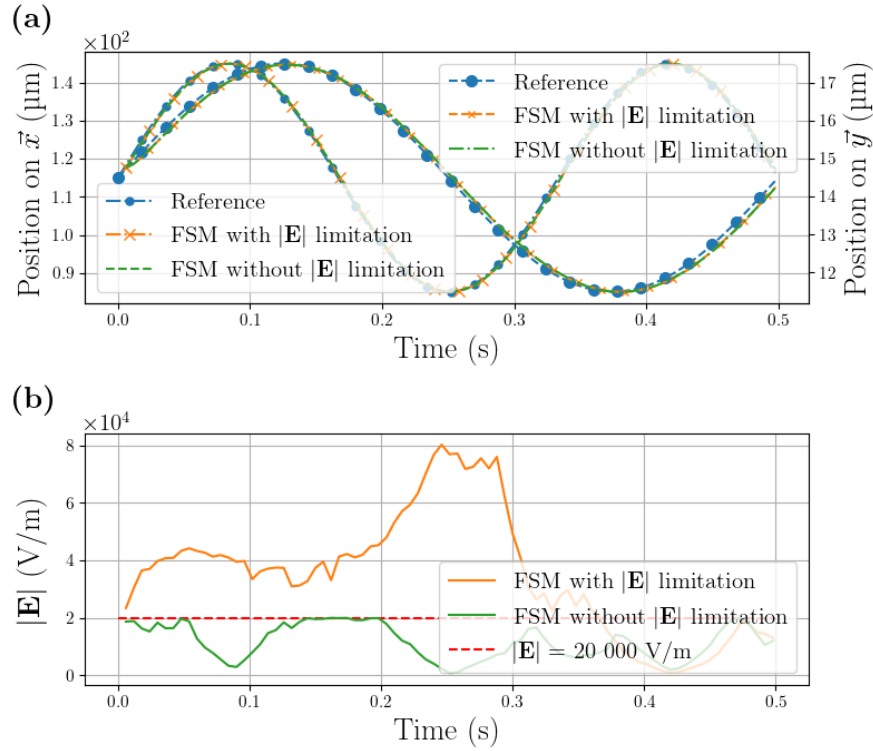 (a)
×10²
1.4
1.3
1.2
1.1
1.0
0.9
Position on x⃗ (µm)
17
16
15
14
13
12
Position on y⃗ (µm)
Reference
FSM with |E| limitation
FSM without |E| limitation
Reference
FSM with |E| limitation
FSM without |E| limitation
0.0 0.1 0.2 0.3 0.4 0.5
Time (s)
(b)
×10⁴
8
6
4
2
0
|E| (V/m)
FSM with |E| limitation
FSM without |E| limitation
|E| = 20 000 V/m
0.0 0.1 0.2 0.3 0.4 0.5
Time (s)